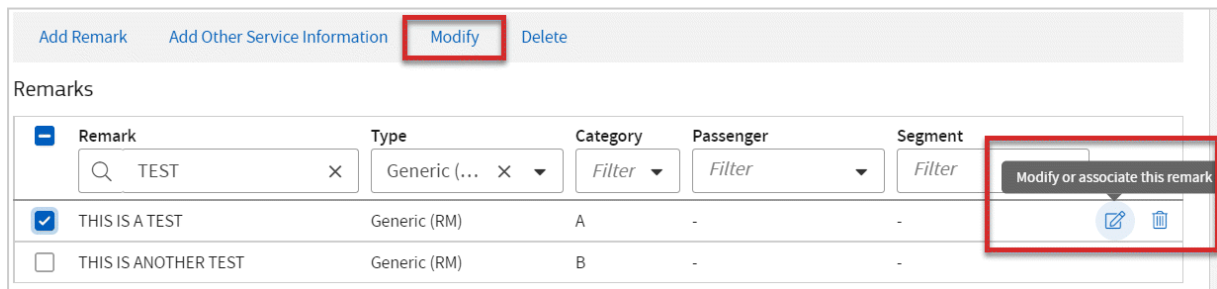 Add Remark Add Other Service Information Modify Delete
Remarks
Remark Type Category Passenger Segment
TEST Generic (... Filter Filter Filter
Modify or associate this remark
THIS IS A TEST Generic (RM) A - -
THIS IS ANOTHER TEST Generic (RM) B - -